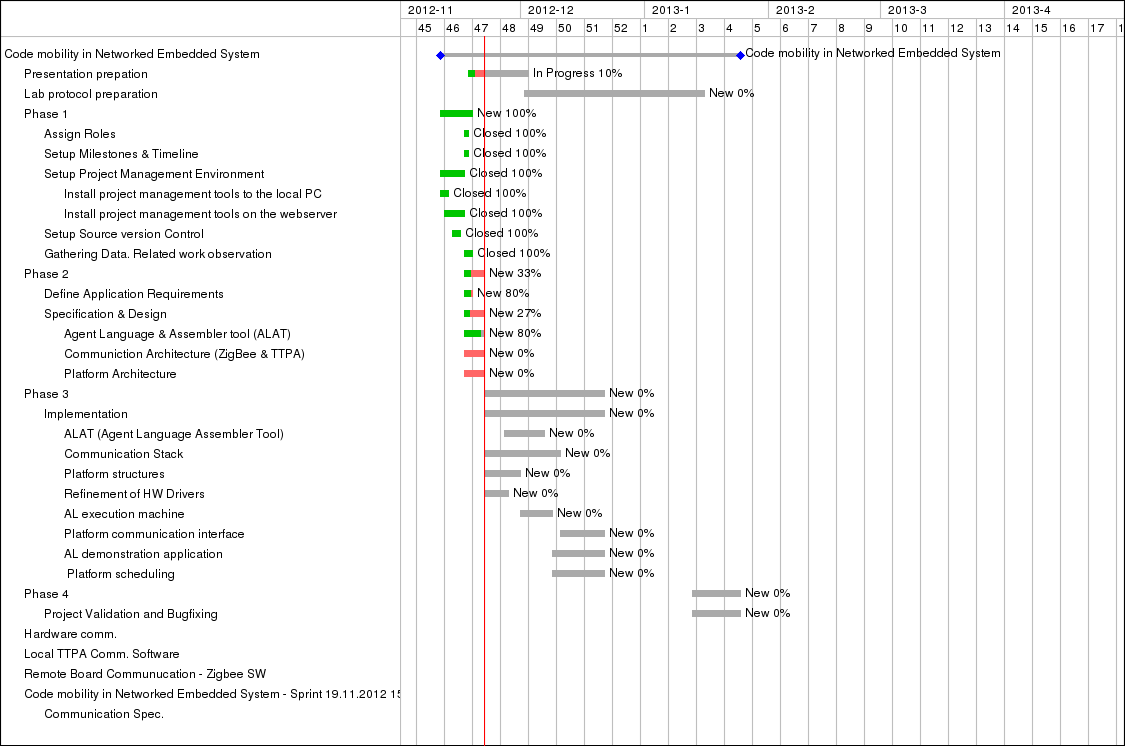 2012-11 2012-12 2013-1 2013-2 2013-3 2013-4
45 46 47 48 49 50 51 52 1 2 3 4 5 6 7 8 9 10 11 12 13 14 15 16 17 1
Code mobility in Networked Embedded System Code mobility in Networked Embedded System
Presentation prepation In Progress 10%
Lab protocol preparation New 0%
Phase 1 New 100%
Assign Roles Closed 100%
Setup Milestones & Timeline Closed 100%
Setup Project Management Environment Closed 100%
Install project management tools to the local PC Closed 100%
Install project management tools on the webserver Closed 100%
Setup Source version Control Closed 100%
Gathering Data. Related work observation Closed 100%
Phase 2 New 33%
Define Application Requirements New 80%
Specification & Design New 27%
Agent Language & Assembler tool (ALAT) New 80%
Communiction Architecture (ZigBee & TTPA) New 0%
Platform Architecture New 0%
Phase 3 New 0%
Implementation New 0%
ALAT (Agent Language Assembler Tool) New 0%
Communication Stack New 0%
Platform structures New 0%
Refinement of HW Drivers New 0%
AL execution machine New 0%
Platform communication interface New 0%
AL demonstration application New 0%
Platform scheduling New 0%
Phase 4 New 0%
Project Validation and Bugfixing New 0%
Hardware comm.
Local TTPA Comm. Software
Remote Board Communucation - Zigbee SW
Code mobility in Networked Embedded System - Sprint 19.11.2012 15
Communication Spec.